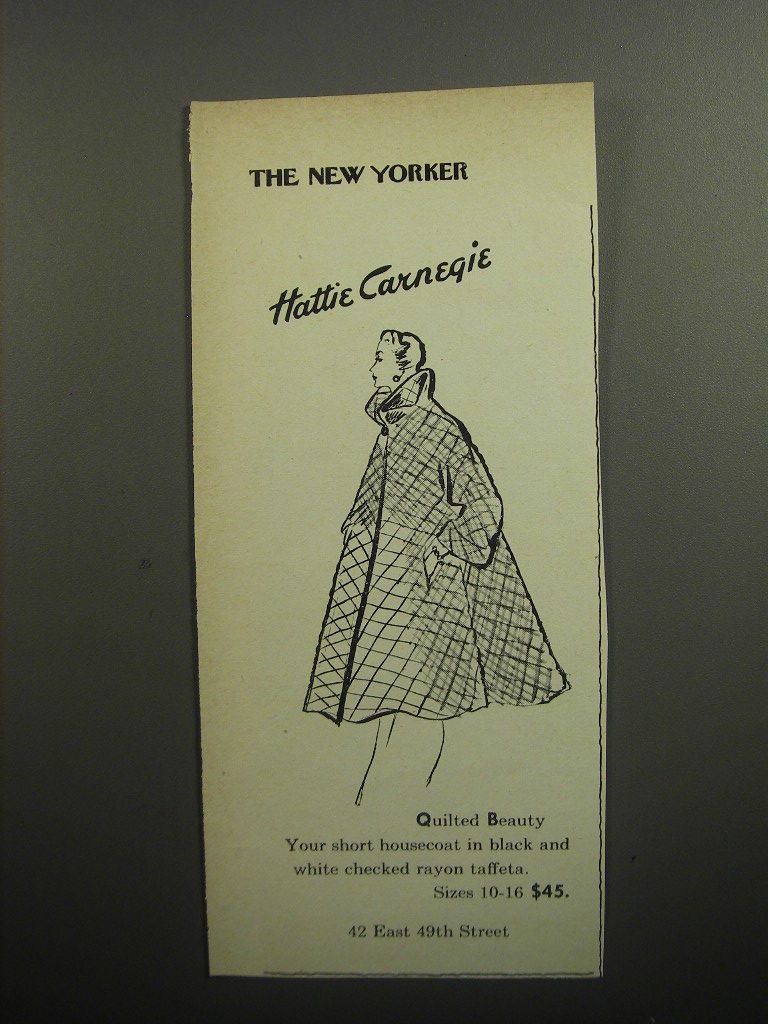 THE NEW YORKER
Hattie Carnegie
Quilted Beauty
Your short housecoat in black and
white checked rayon taffeta.
Sizes 10-16 $45.
42 East 49th Street